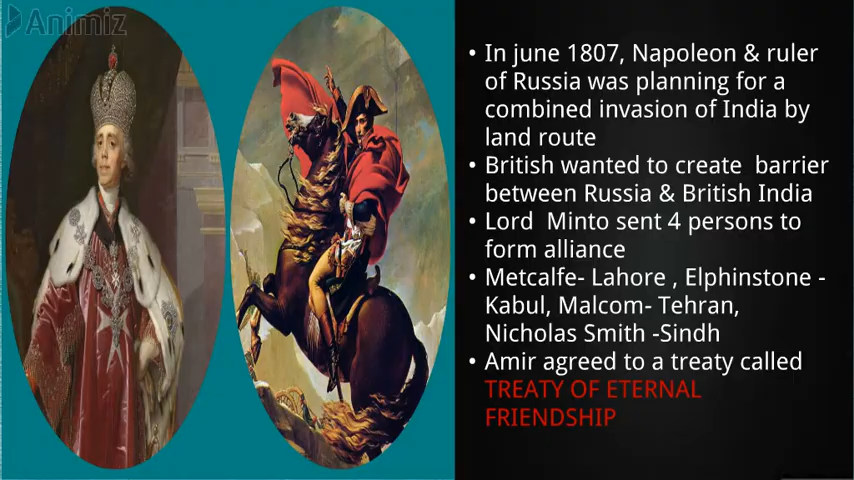 Animiz
• In june 1807, Napoleon & ruler
of Russia was planning for a
combined invasion of India by
land route
• British wanted to create barrier
between Russia & British India
• Lord Minto sent 4 persons to
form alliance
• Metcalfe- Lahore , Elphinstone -
Kabul, Malcom- Tehran,
Nicholas Smith -Sindh
• Amir agreed to a treaty called
TREATY OF ETERNAL
FRIENDSHIP